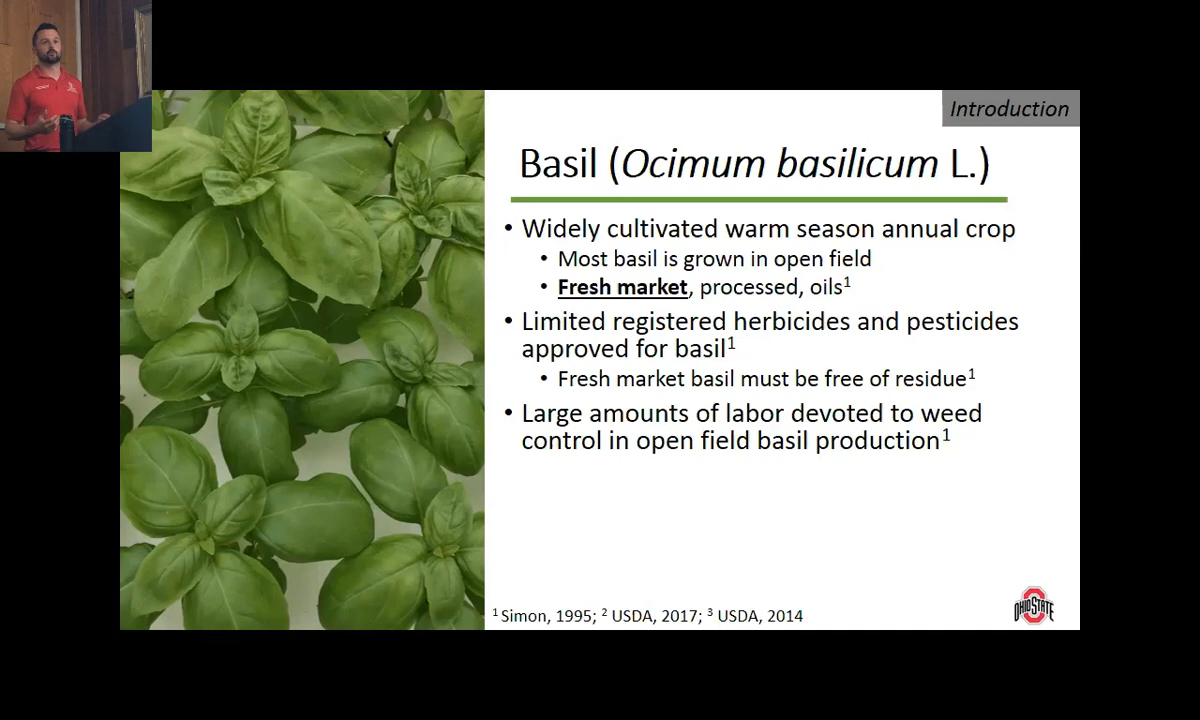 Introduction
Basil (Ocimum basilicum L.)
• Widely cultivated warm season annual crop
• Most basil is grown in open field
• Fresh market, processed, oils¹
• Limited registered herbicides and pesticides
approved for basil¹
• Fresh market basil must be free of residue¹
• Large amounts of labor devoted to weed
control in open field basil production¹
¹ Simon, 1995; ² USDA, 2017; ³ USDA, 2014
OHIO STATE